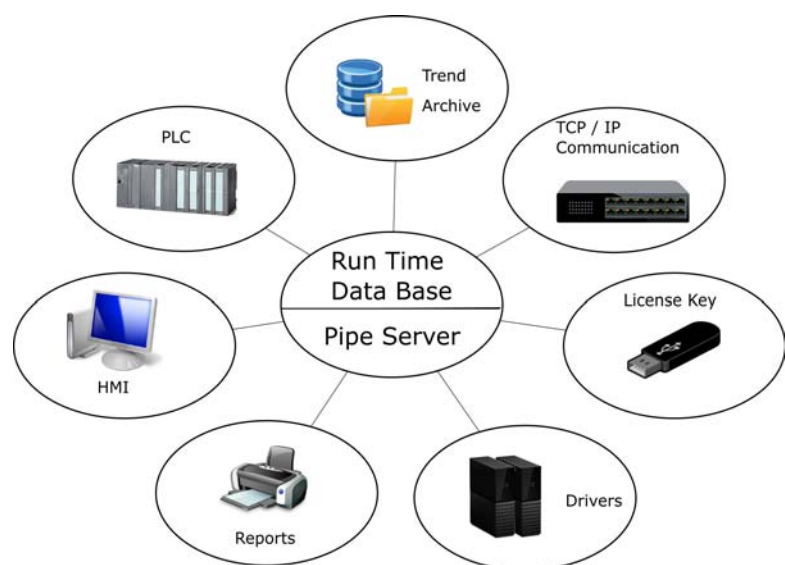 Trend
Archive
PLC
TCP / IP
Communication
Run Time
Data Base
Pipe Server
License Key
HMI
Drivers
Reports